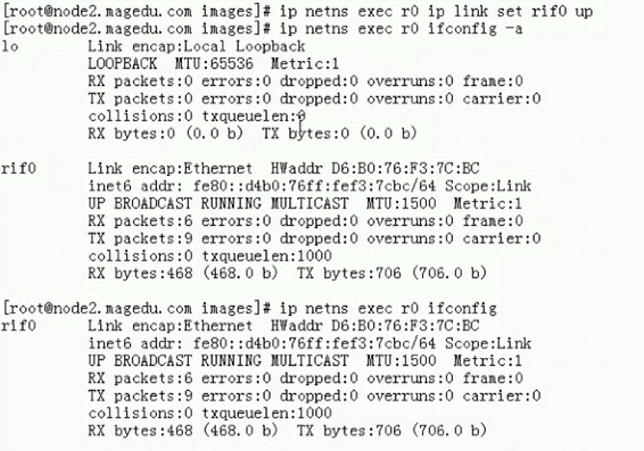 [root@node2.magedu.com images]# ip netns exec r0 ip link set rif0 up
[root@node2.magedu.com images]# ip netns exec r0 ifconfig -a
lo        Link encap:Local Loopback
          LOOPBACK  MTU:65536  Metric:1
          RX packets:0 errors:0 dropped:0 overruns:0 frame:0
          TX packets:0 errors:0 dropped:0 overruns:0 carrier:0
          collisions:0 txqueuelen:0
          RX bytes:0 (0.0 b)  TX bytes:0 (0.0 b)
rif0      Link encap:Ethernet  HWaddr D6:B0:76:F3:7C:BC
          inet6 addr: fe80::d4b0:76ff:fef3:7cbc/64 Scope:Link
          UP BROADCAST RUNNING MULTICAST  MTU:1500  Metric:1
          RX packets:6 errors:0 dropped:0 overruns:0 frame:0
          TX packets:9 errors:0 dropped:0 overruns:0 carrier:0
          collisions:0 txqueuelen:1000
          RX bytes:468 (468.0 b)  TX bytes:706 (706.0 b)
[root@node2.magedu.com images]# ip netns exec r0 ifconfig
rif0      Link encap:Ethernet  HWaddr D6:B0:76:F3:7C:BC
          inet6 addr: fe80::d4b0:76ff:fef3:7cbc/64 Scope:Link
          UP BROADCAST RUNNING MULTICAST  MTU:1500  Metric:1
          RX packets:6 errors:0 dropped:0 overruns:0 frame:0
          TX packets:9 errors:0 dropped:0 overruns:0 carrier:0
          collisions:0 txqueuelen:1000
          RX bytes:468 (468.0 b)  TX bytes:706 (706.0 b)